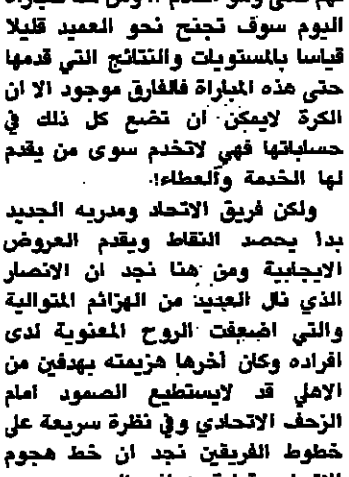 اليوم سوف تجنح نحو العميد قليلا
قياسا بالمستويات والنتائج التي قدمها
حتى هذه المباراة فالفارق موجود الا ان
الكرة لايمكن ان تضع كل ذلك في
حساباتها فهي لاتخدم سوى من يقدم
لها الخدمة والعطاء!.
ولكن فريق الاتحاد ومدربه الجديد
بدا يحصد النقاط ويقدم العروض
الايجابية ومن هنا نجد ان الانصار
الذي نال العديد من الهزائم المتوالية
والتي اضعفت الروح المعنوية لدى
افراده وكان آخرها هزيمته بهدفين من
الاهلي قد لايستطيع الصمود امام
الزحف الاتحادي وفي نظرة سريعة على
خطوط الفريقين نجد ان خط هجوم